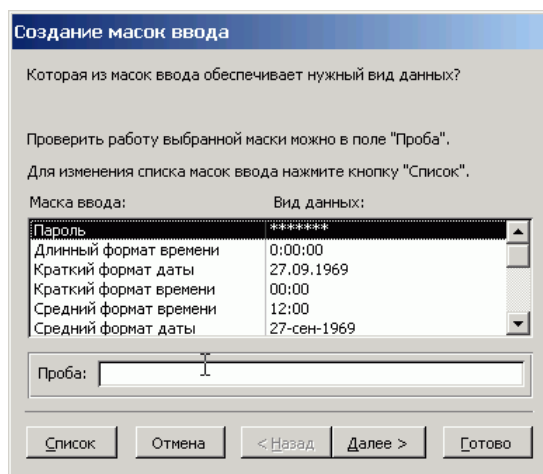 Создание масок ввода
Которая из масок ввода обеспечивает нужный вид данных?
Проверить работу выбранной маски можно в поле "Проба".
Для изменения списка масок ввода нажмите кнопку "Список".
Маска ввода: Вид данных:
Пароль *******
Длинный формат времени 0:00:00
Краткий формат даты 27.09.1969
Краткий формат времени 00:00
Средний формат времени 12:00
Средний формат даты 27-сен-1969
Проба:
Список Отмена < Назад Далее > Готово